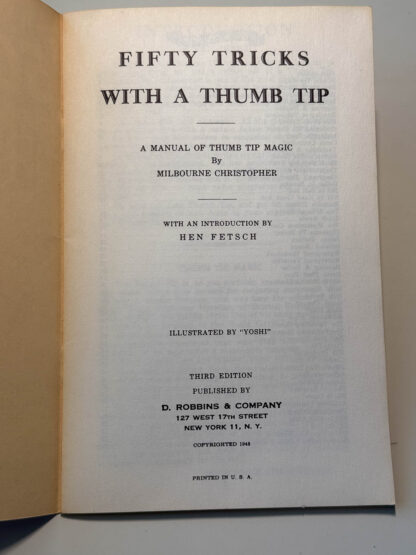 FIFTY TRICKS
WITH A THUMB TIP
A MANUAL OF THUMB TIP MAGIC
By
MILBOURNE CHRISTOPHER
WITH AN INTRODUCTION BY
HEN FETSCH
ILLUSTRATED BY "YOSHI"
THIRD EDITION
PUBLISHED BY
D. ROBBINS & COMPANY
127 WEST 17TH STREET
NEW YORK 11, N. Y.
COPYRIGHTED 1948
PRINTED IN U. S. A.